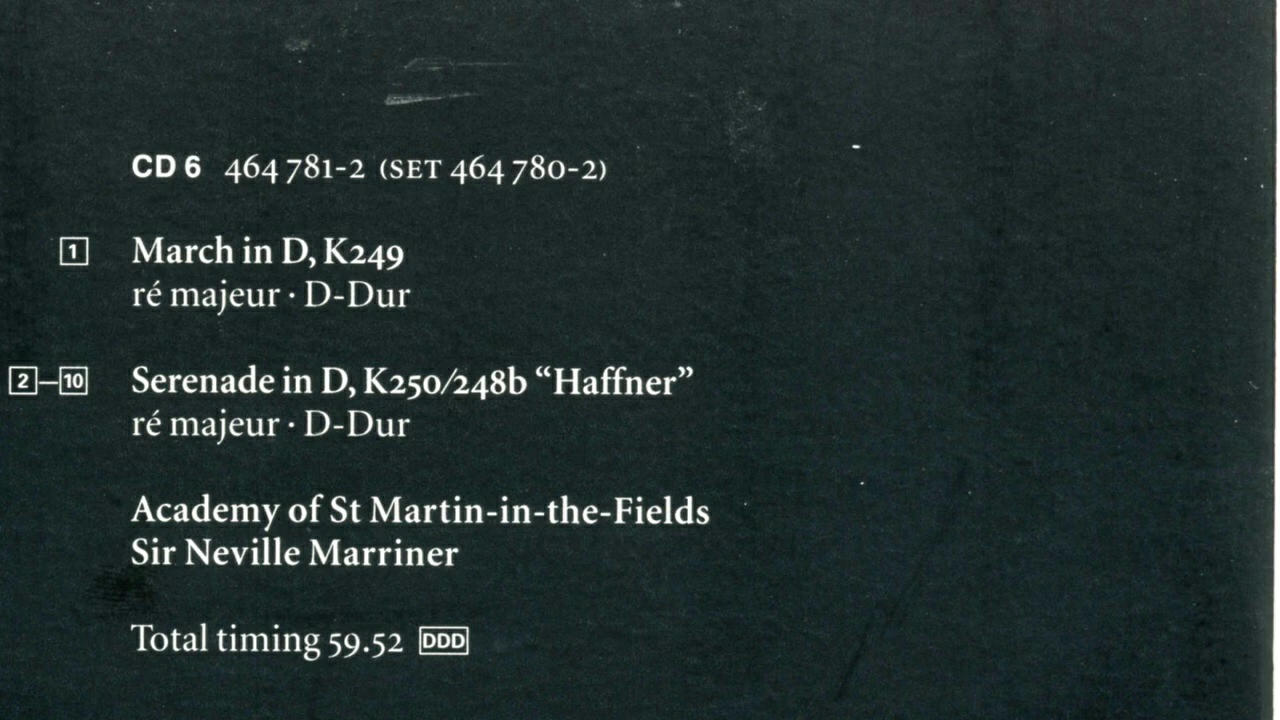 CD 6 464 781-2 (SET 464 780-2)
1 March in D, K249
ré majeur · D-Dur
2–10 Serenade in D, K250/248b “Haffner”
ré majeur · D-Dur
Academy of St Martin-in-the-Fields
Sir Neville Marriner
Total timing 59.52 DDD